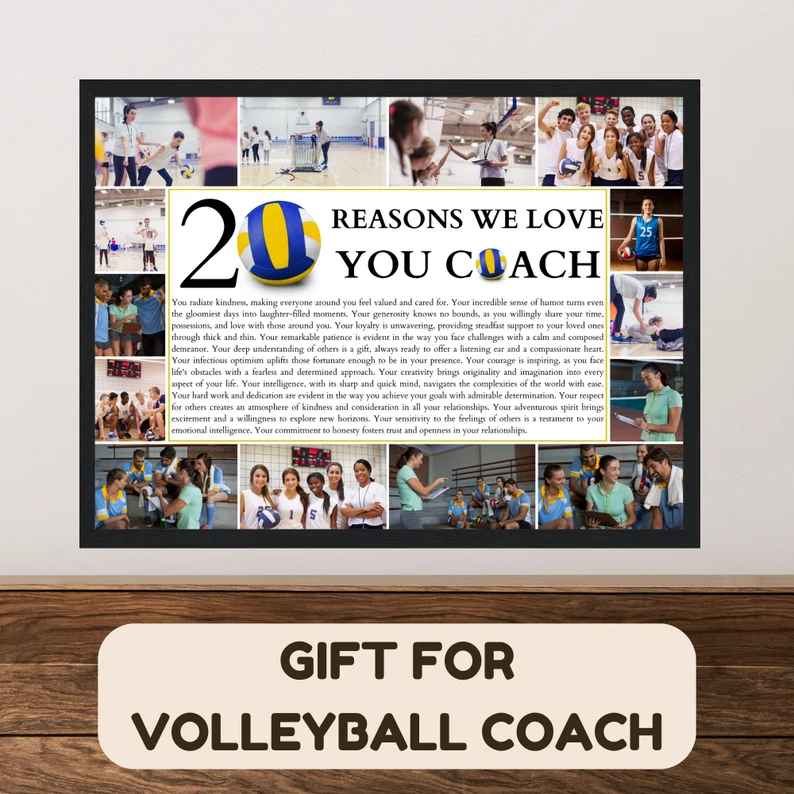 20 REASONS WE LOVE
YOU COACH
You radiate kindness, making everyone around you feel valued and cared for. Your incredible sense of humor turns even
the gloomiest days into laughter-filled moments. Your generosity knows no bounds, as you willingly share your time,
possessions, and love with those around you. Your loyalty is unwavering, providing steadfast support to your loved ones
through thick and thin. Your remarkable patience is evident in the way you face challenges with a calm and composed
demeanor. Your deep understanding of others is a gift, always ready to offer a listening ear and a compassionate heart.
Your infectious optimism uplifts those fortunate enough to be in your presence. Your courage is inspiring, as you face
life's obstacles with a fearless and determined approach. Your creativity brings originality and imagination into every
aspect of your life. Your intelligence, with its sharp and quick mind, navigates the complexities of the world with ease.
Your hard work and dedication are evident in the way you achieve your goals with admirable determination. Your respect
for others creates an atmosphere of kindness and consideration in all your relationships. Your adventurous spirit brings
excitement and a willingness to explore new horizons. Your sensitivity to the feelings of others is a testament to your
emotional intelligence. Your commitment to honesty fosters trust and openness in your relationships.
25
5
1
5
GIFT FOR
VOLLEYBALL COACH